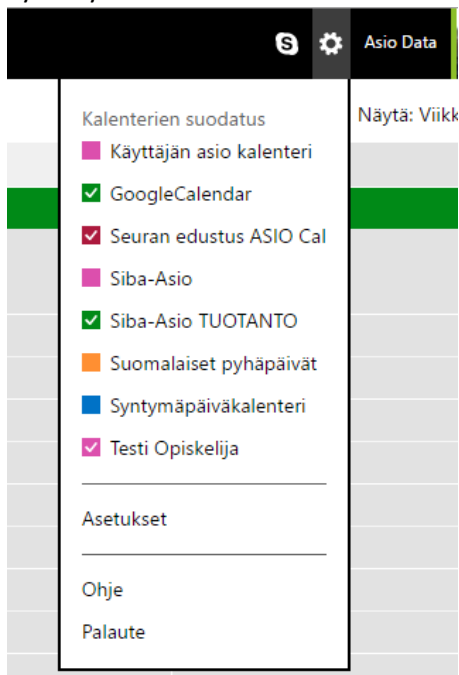 Asio Data
Kalenterien suodatus
Näytä: Viikk
Käyttäjän asio kalenteri
GoogleCalendar
Seuran edustus ASIO Cal
Siba-Asio
Siba-Asio TUOTANTO
Suomalaiset pyhäpäivät
Syntymäpäiväkalenteri
Testi Opiskelija
Asetukset
Ohje
Palaute